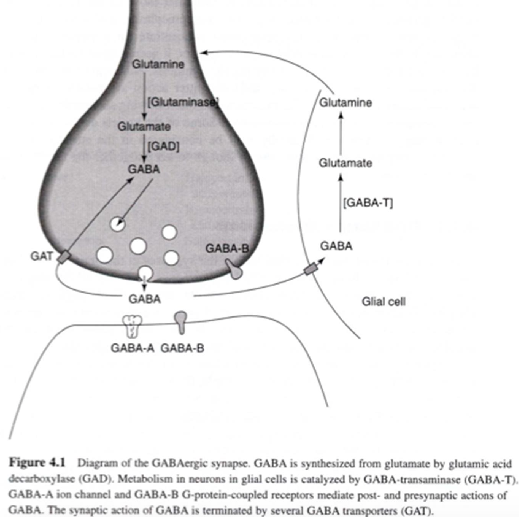 Glutamine
[Glutaminase]
Glutamate
[GAD]
GABA
GAT
GABA-B
GABA
GABA-A GABA-B
Glutamine
Glutamate
[GABA-T]
GABA
Glial cell
Figure 4.1 Diagram of the GABAergic synapse. GABA is synthesized from glutamate by glutamic acid
decarboxylase (GAD). Metabolism in neurons in glial cells is catalyzed by GABA-transaminase (GABA-T).
GABA-A ion channel and GABA-B G-protein-coupled receptors mediate post- and presynaptic actions of
GABA. The synaptic action of GABA is terminated by several GABA transporters (GAT).